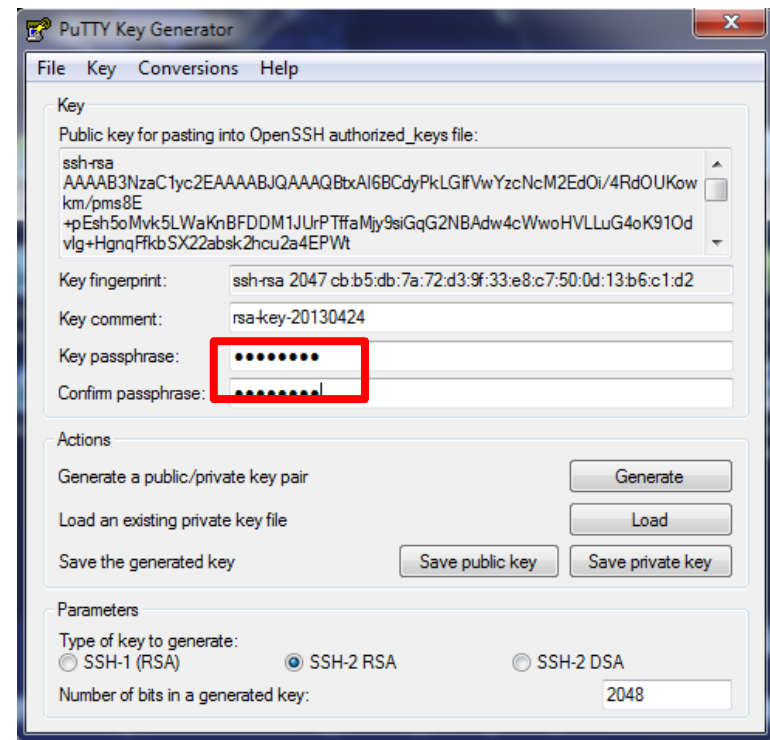 PuTTY Key Generator
File Key Conversions Help
Key
Public key for pasting into OpenSSH authorized_keys file:
ssh-rsa
AAAAB3NzaC1yc2EAAAABJQAAAQBtxAl6BCdyPkLGlfVwYzcNcM2EdOi/4RdOUKow
km/pms8E
+pEsh5oMvk5LWaKnBFDDM1JUrPTffaMjy9siGqG2NBAdw4cWwoHVLLuG4oK91Od
vlg+HgnqFfkbSX22absk2hcu2a4EPWt
Key fingerprint: ssh-rsa 2047 cb:b5:db:7a:72:d3:9f:33:e8:c7:50:0d:13:b6:c1:d2
Key comment: rsa-key-20130424
Key passphrase: ●●●●●●●●
Confirm passphrase: ●●●●●●●●
Actions
Generate a public/private key pair Generate
Load an existing private key file Load
Save the generated key Save public key Save private key
Parameters
Type of key to generate:
SSH-1 (RSA) SSH-2 RSA SSH-2 DSA
Number of bits in a generated key: 2048